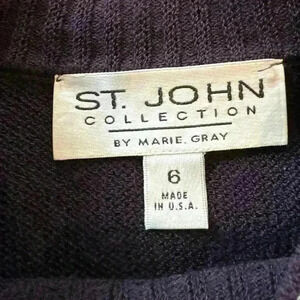 ST. JOHN
COLLECTION
BY MARIE GRAY
6
MADE
IN U.S.A.